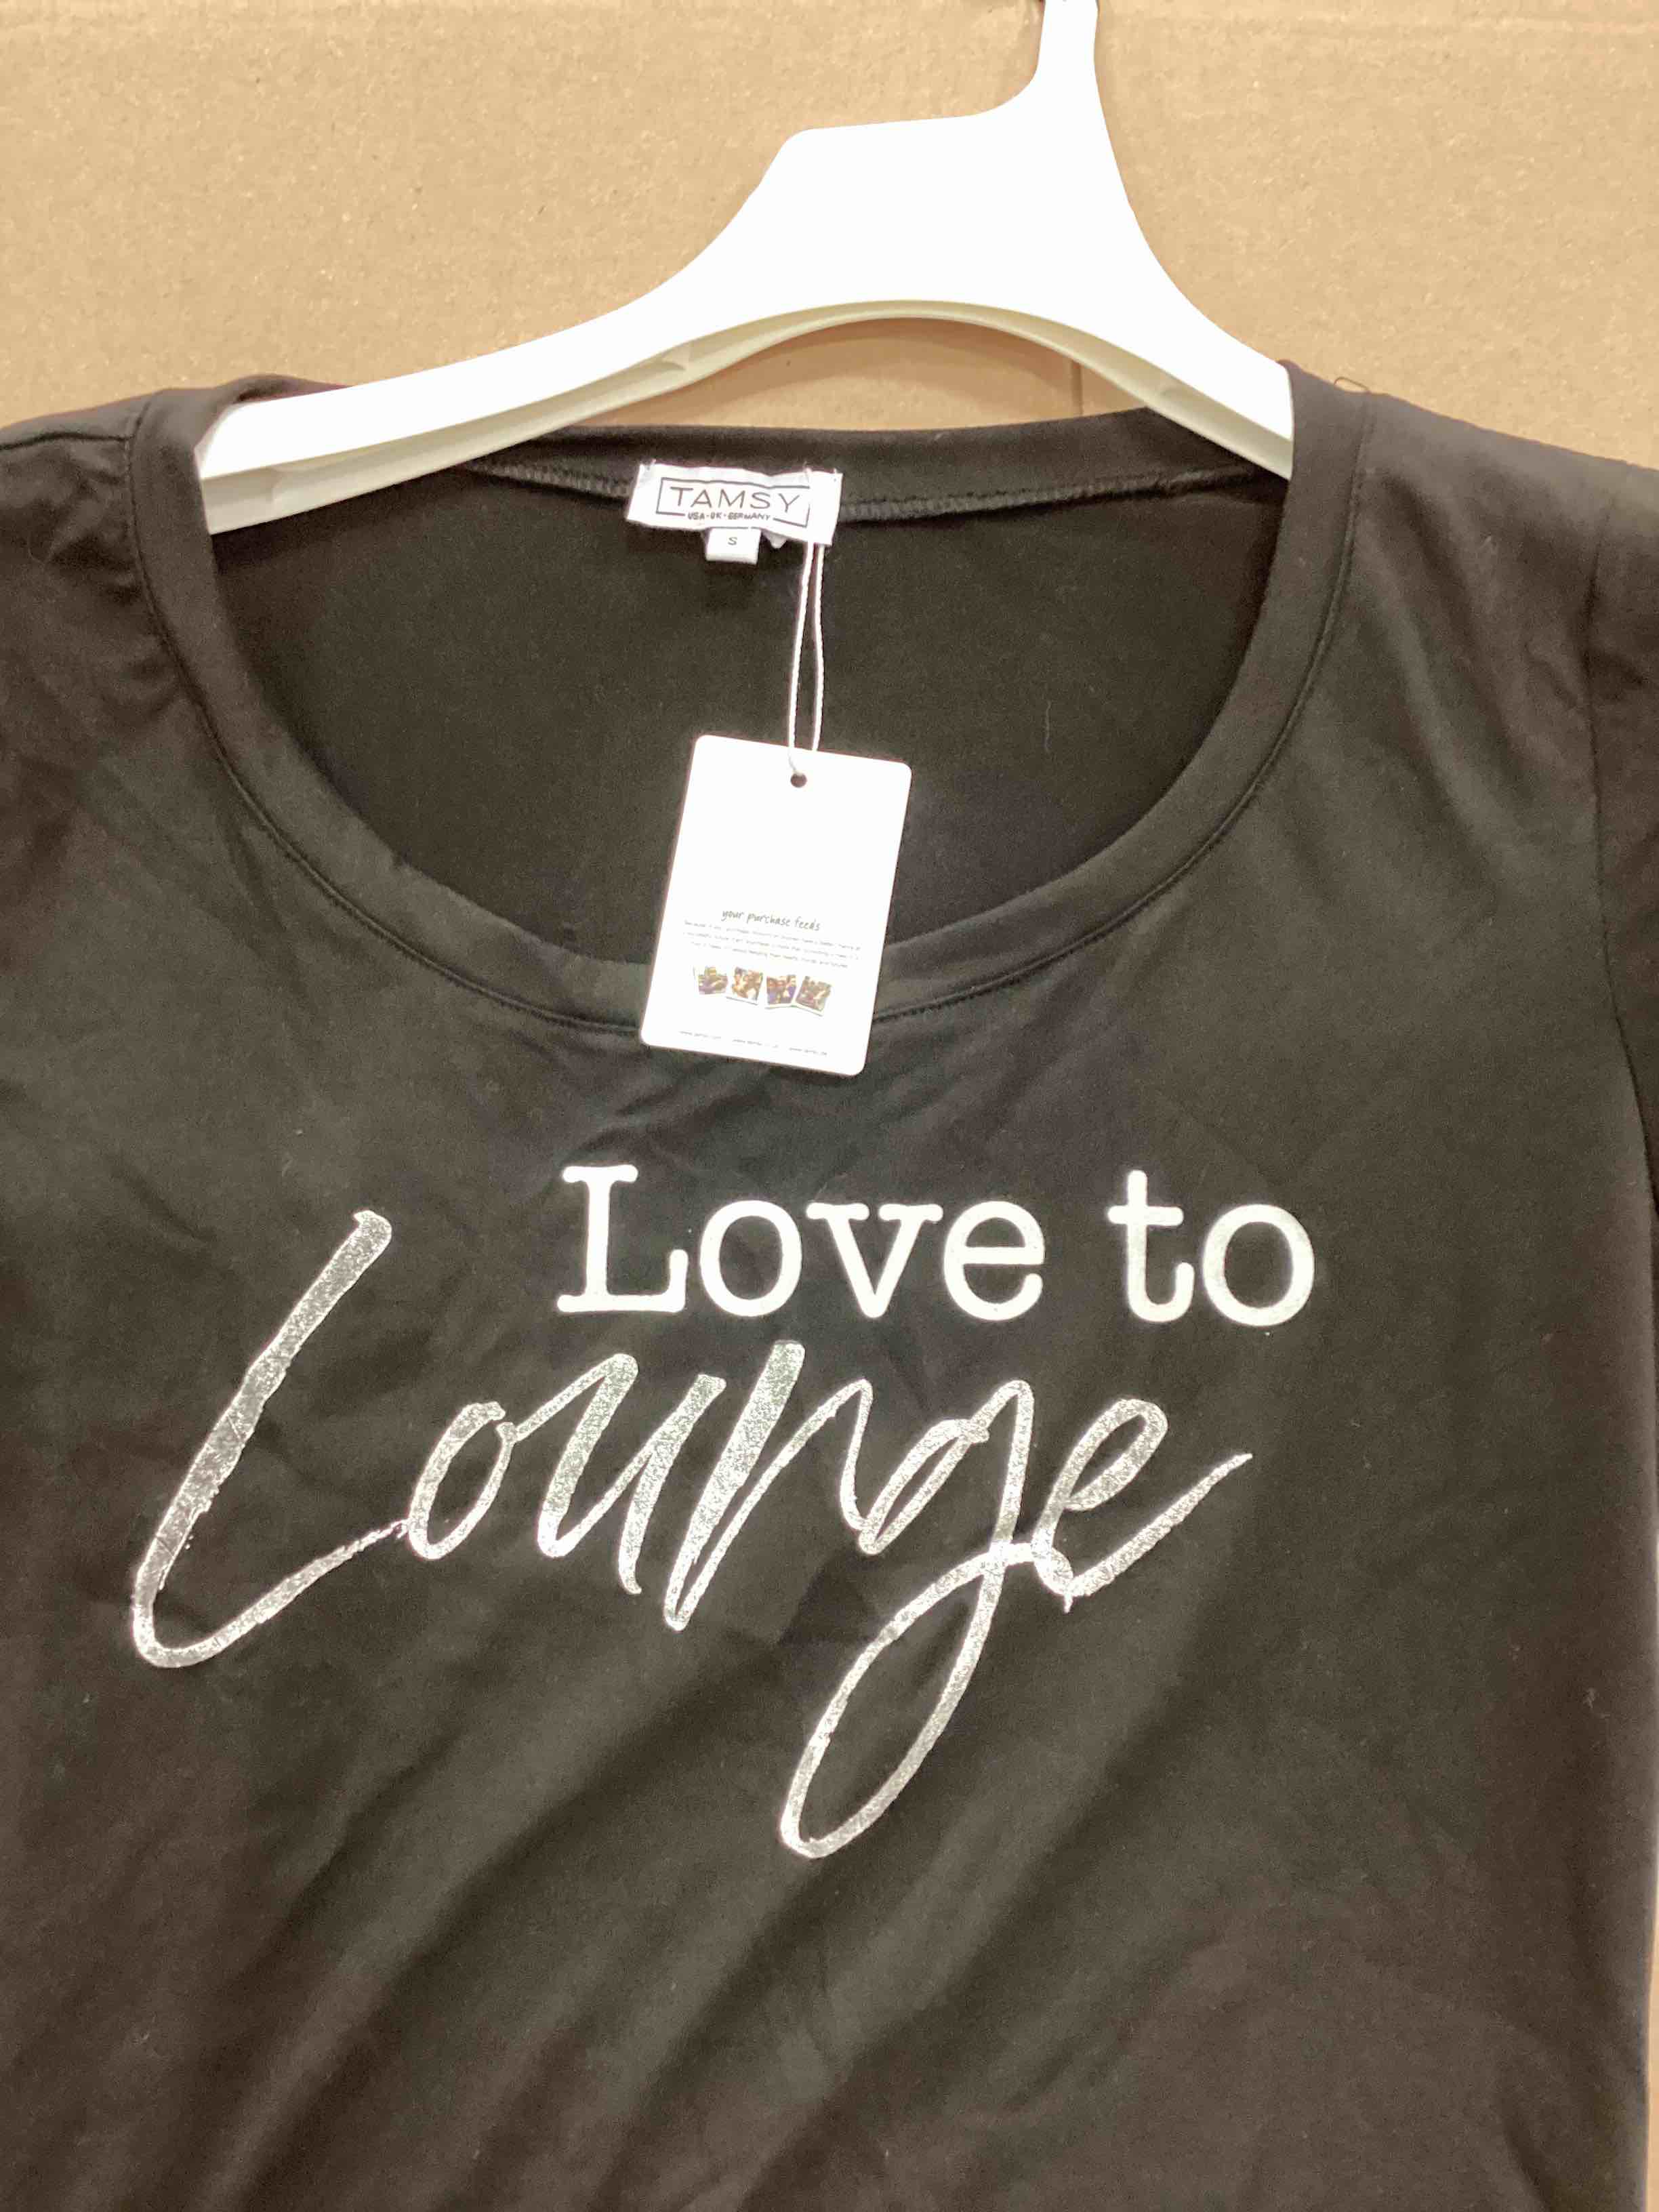 TAMSY
USA·UK·GERMANY
S
your purchase feeds
Love to
Lounge